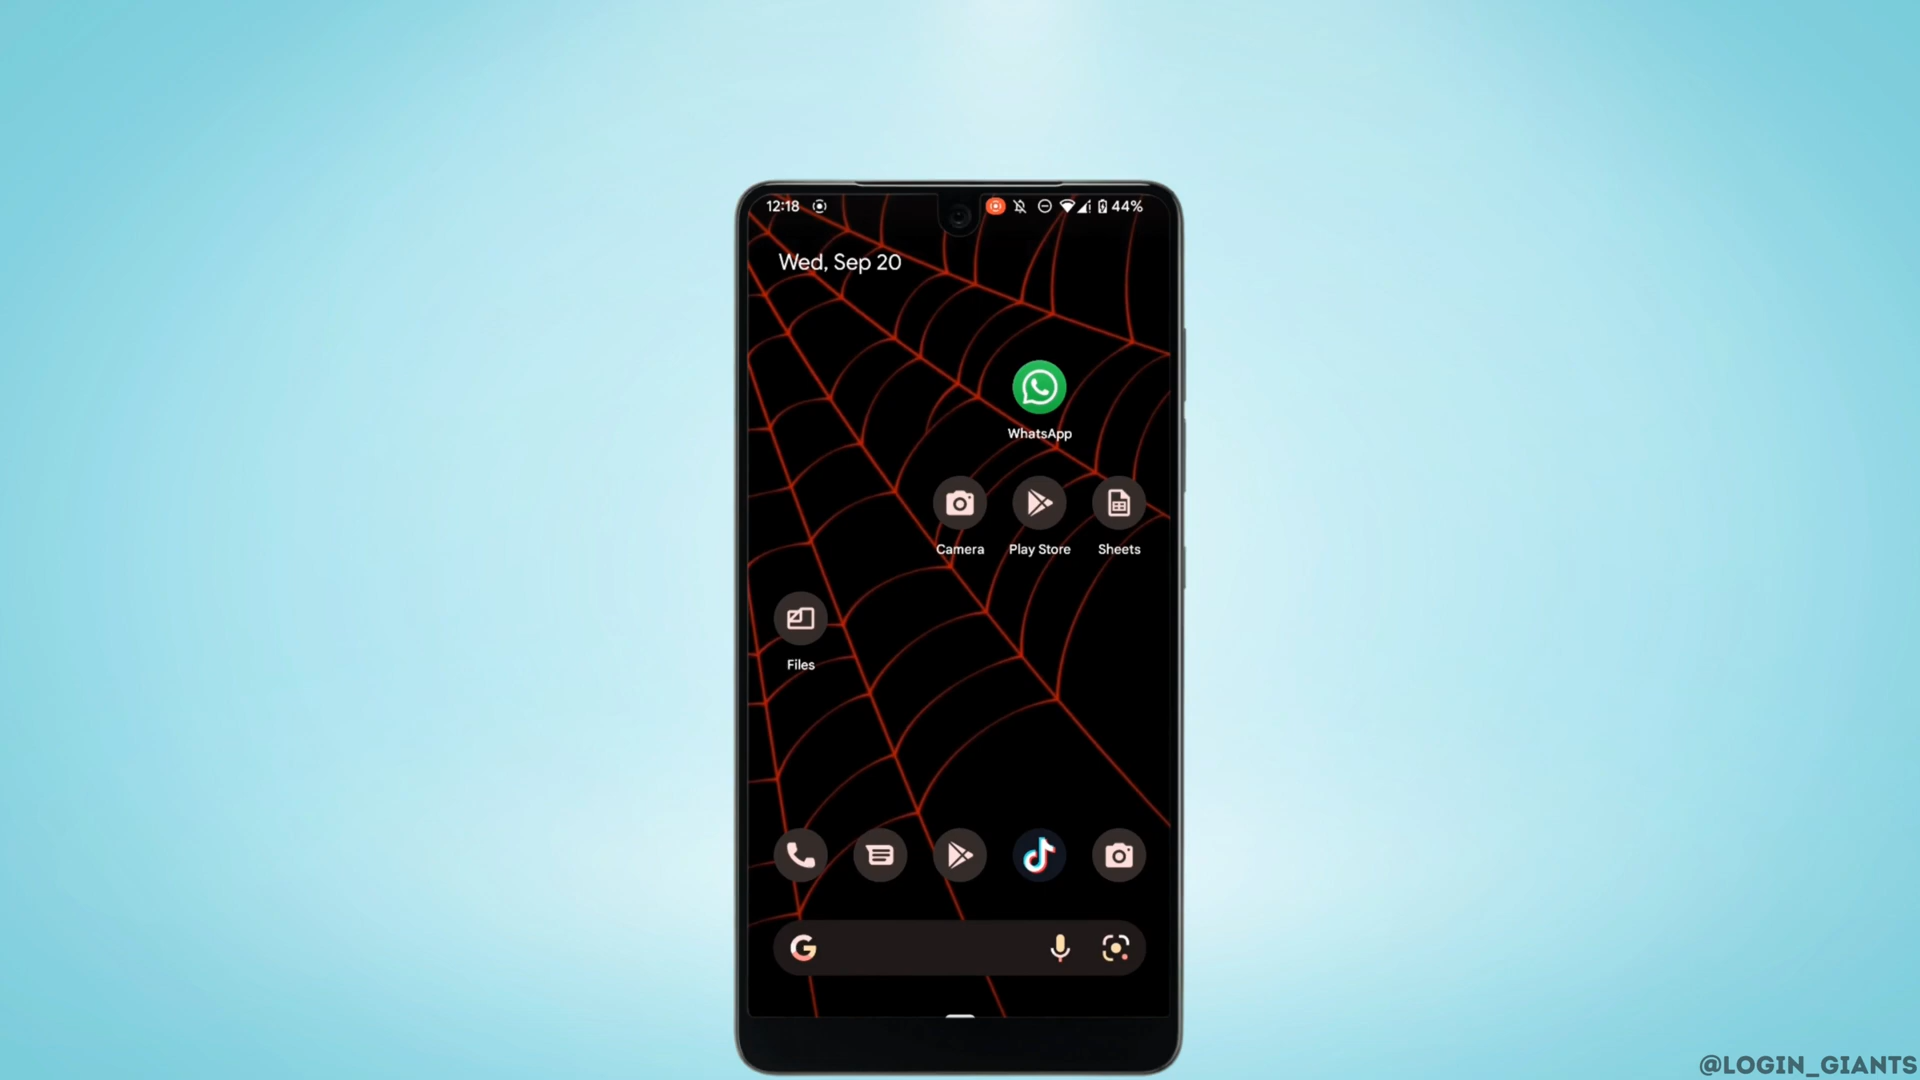 12:18
44%
Wed, Sep 20
WhatsApp
Camera Play Store Sheets
Files
G
@LOGIN_GIANTS